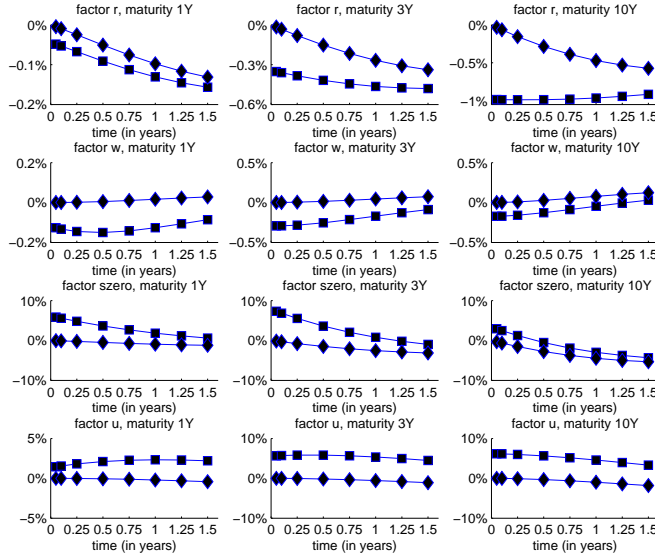 factor r, maturity 1Y
factor r, maturity 3Y
factor r, maturity 10Y
0%
−0.1%
−0.2%
0 0.25 0.5 0.75 1 1.25 1.5
time (in years)
0%
−0.3%
−0.6%
0 0.25 0.5 0.75 1 1.25 1.5
time (in years)
0%
−0.5%
−1%
0 0.25 0.5 0.75 1 1.25 1.5
time (in years)
factor w, maturity 1Y
factor w, maturity 3Y
factor w, maturity 10Y
0.2%
0%
−0.2%
0 0.25 0.5 0.75 1 1.25 1.5
time (in years)
0.5%
0%
−0.5%
0 0.25 0.5 0.75 1 1.25 1.5
time (in years)
0.5%
0%
−0.5%
0 0.25 0.5 0.75 1 1.25 1.5
time (in years)
factor szero, maturity 1Y
factor szero, maturity 3Y
factor szero, maturity 10Y
10%
0%
−10%
0 0.25 0.5 0.75 1 1.25 1.5
time (in years)
10%
0%
−10%
0 0.25 0.5 0.75 1 1.25 1.5
time (in years)
10%
0%
−10%
0 0.25 0.5 0.75 1 1.25 1.5
time (in years)
factor u, maturity 1Y
factor u, maturity 3Y
factor u, maturity 10Y
5%
0%
−5%
0 0.25 0.5 0.75 1 1.25 1.5
time (in years)
10%
0%
−10%
0 0.25 0.5 0.75 1 1.25 1.5
time (in years)
10%
0%
−10%
0 0.25 0.5 0.75 1 1.25 1.5
time (in years)